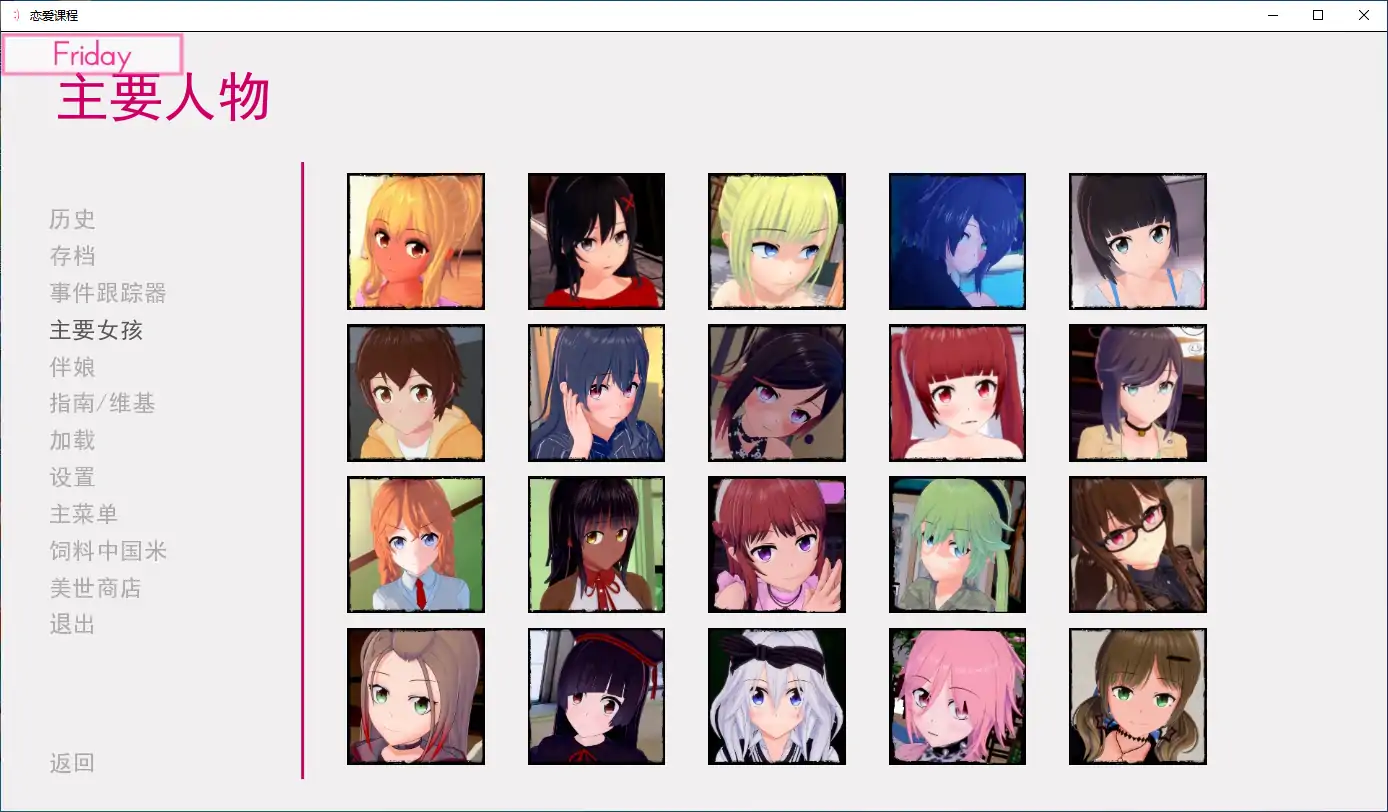 恋爱课程
Friday
主要人物
历史
存档
事件跟踪器
主要女孩
伴娘
指南/维基
加载
设置
主菜单
饲料中国米
美世商店
退出
返回